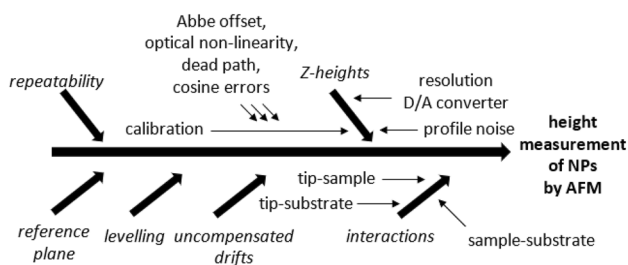 Abbe offset,
optical non-linearity,
dead path,
cosine errors
repeatability
Z-heights
resolution
D/A converter
calibration
profile noise
height
measurement
of NPs
by AFM
tip-sample
tip-substrate
reference
plane
levelling
uncompensated
drifts
interactions
sample-substrate